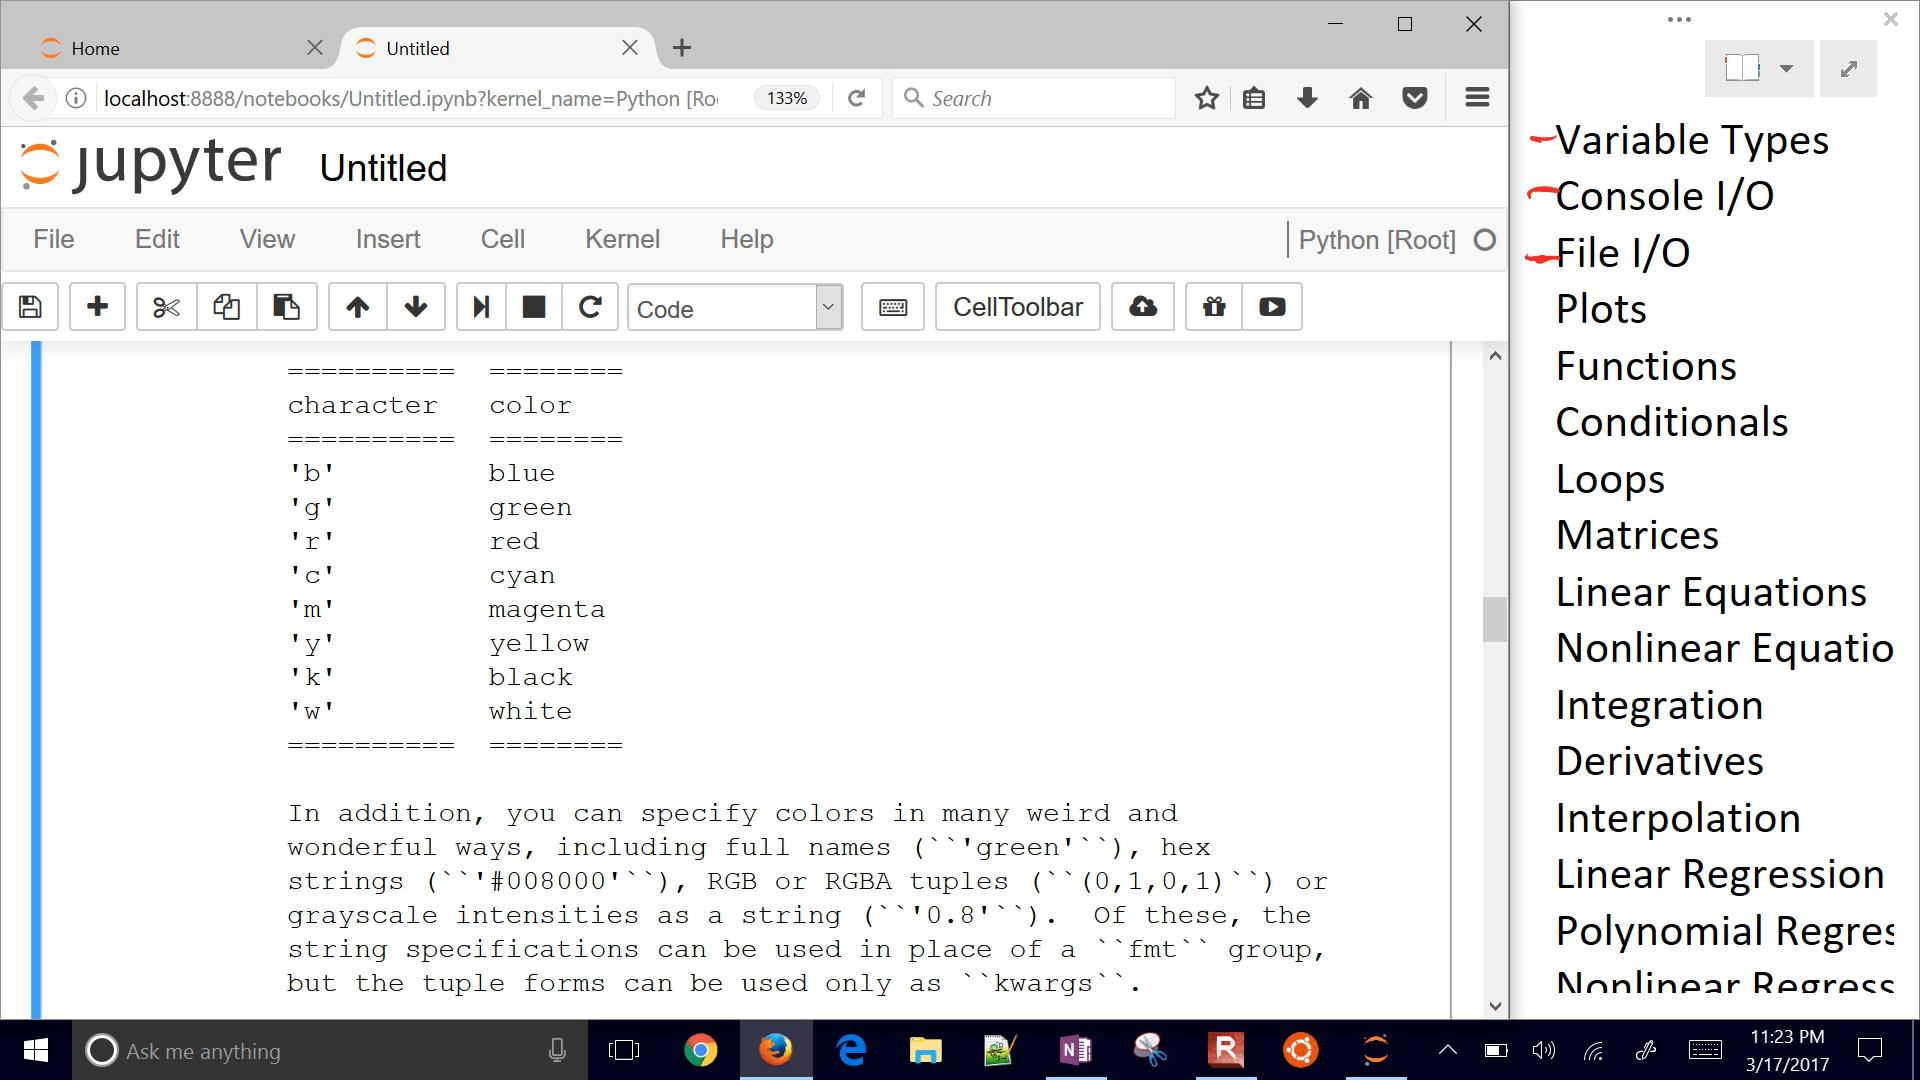 Home
Untitled
localhost:8888/notebooks/Untitled.ipynb?kernel_name=Python [Ro
133%
Search
jupyter Untitled
File Edit View Insert Cell Kernel Help
Python [Root]
Code
CellToolbar
========== ========
character color
========== ========
'b' blue
'g' green
'r' red
'c' cyan
'm' magenta
'y' yellow
'k' black
'w' white
========== ========
In addition, you can specify colors in many weird and
wonderful ways, including full names (``'green'``), hex
strings (``'#008000'``), RGB or RGBA tuples (``(0,1,0,1)``) or
grayscale intensities as a string (``'0.8'``).  Of these, the
string specifications can be used in place of a ``fmt`` group,
but the tuple forms can be used only as ``kwargs``.
Variable Types
Console I/O
File I/O
Plots
Functions
Conditionals
Loops
Matrices
Linear Equations
Nonlinear Equatio
Integration
Derivatives
Interpolation
Linear Regression
Polynomial Regres
Nonlinear Regress
Ask me anything
11:23 PM
3/17/2017